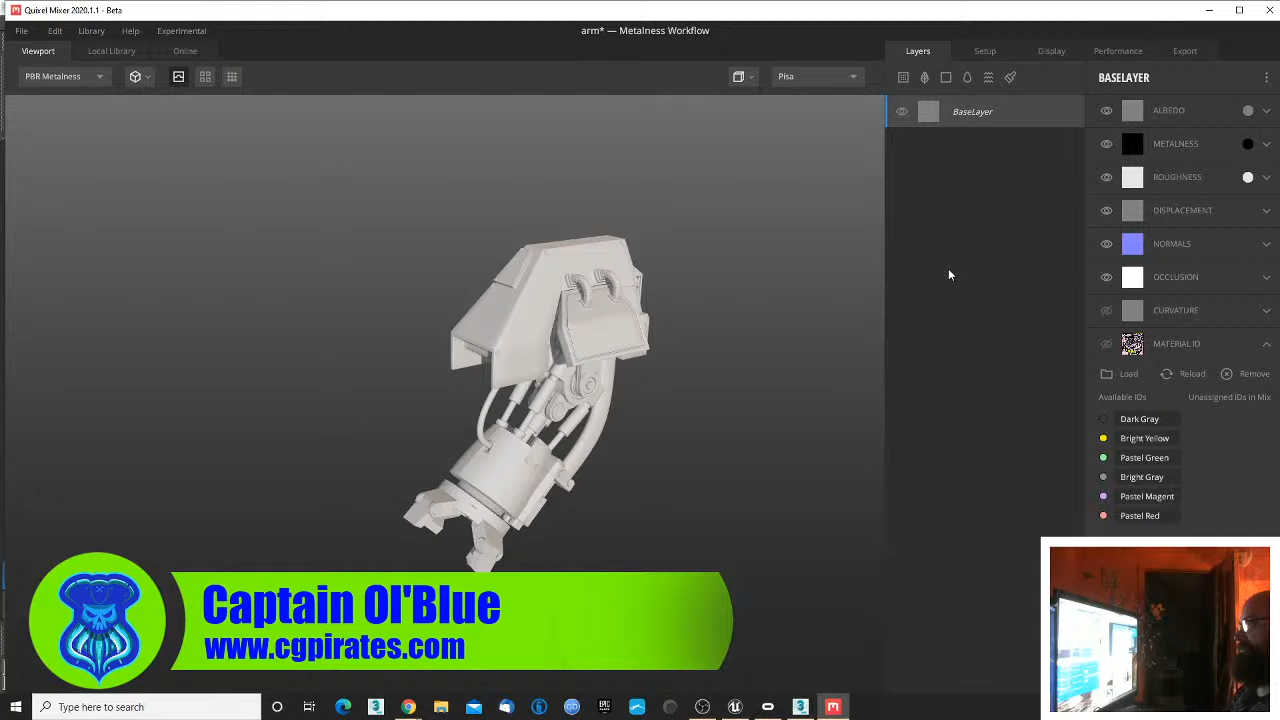 Quixel Mixer 2020.1.1 - Beta
File Edit Library Help Experimental
arm* — Metalness Workflow
Viewport Local Library Online
Layers Setup Display Performance Export
PBR Metalness
Pisa
BASELAYER
BaseLayer
ALBEDO
METALNESS
ROUGHNESS
DISPLACEMENT
NORMALS
OCCLUSION
CURVATURE
MATERIAL ID
Load Reload Remove
Available IDs Unassigned IDs in Mix
Dark Gray
Bright Yellow
Pastel Green
Bright Gray
Pastel Magent
Pastel Red
Captain Ol'Blue
www.cgpirates.com
Type here to search